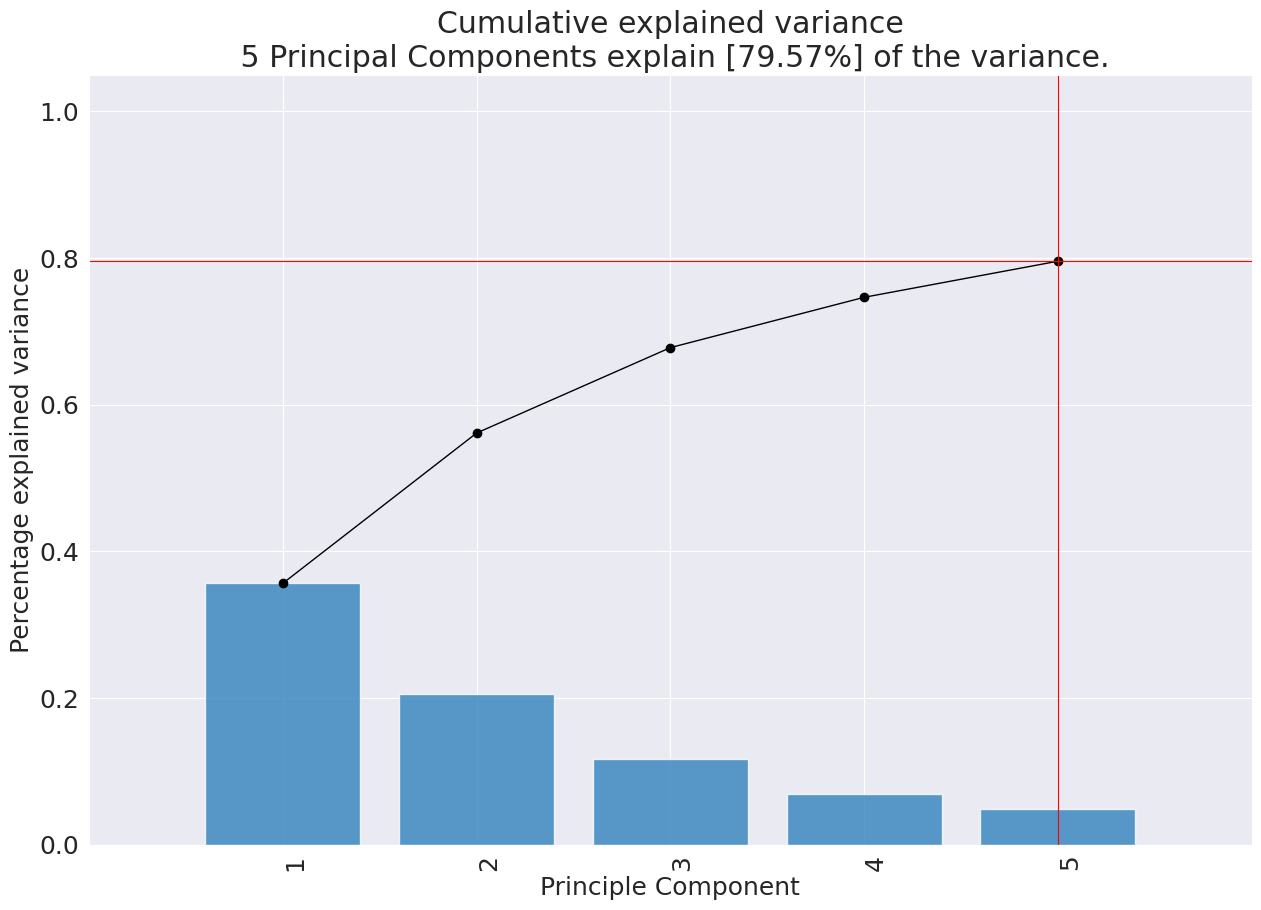 Cumulative explained variance
5 Principal Components explain [79.57%] of the variance.
1.0
0.8
0.6
0.4
0.2
0.0
Percentage explained variance
1
2
3
4
5
Principle Component